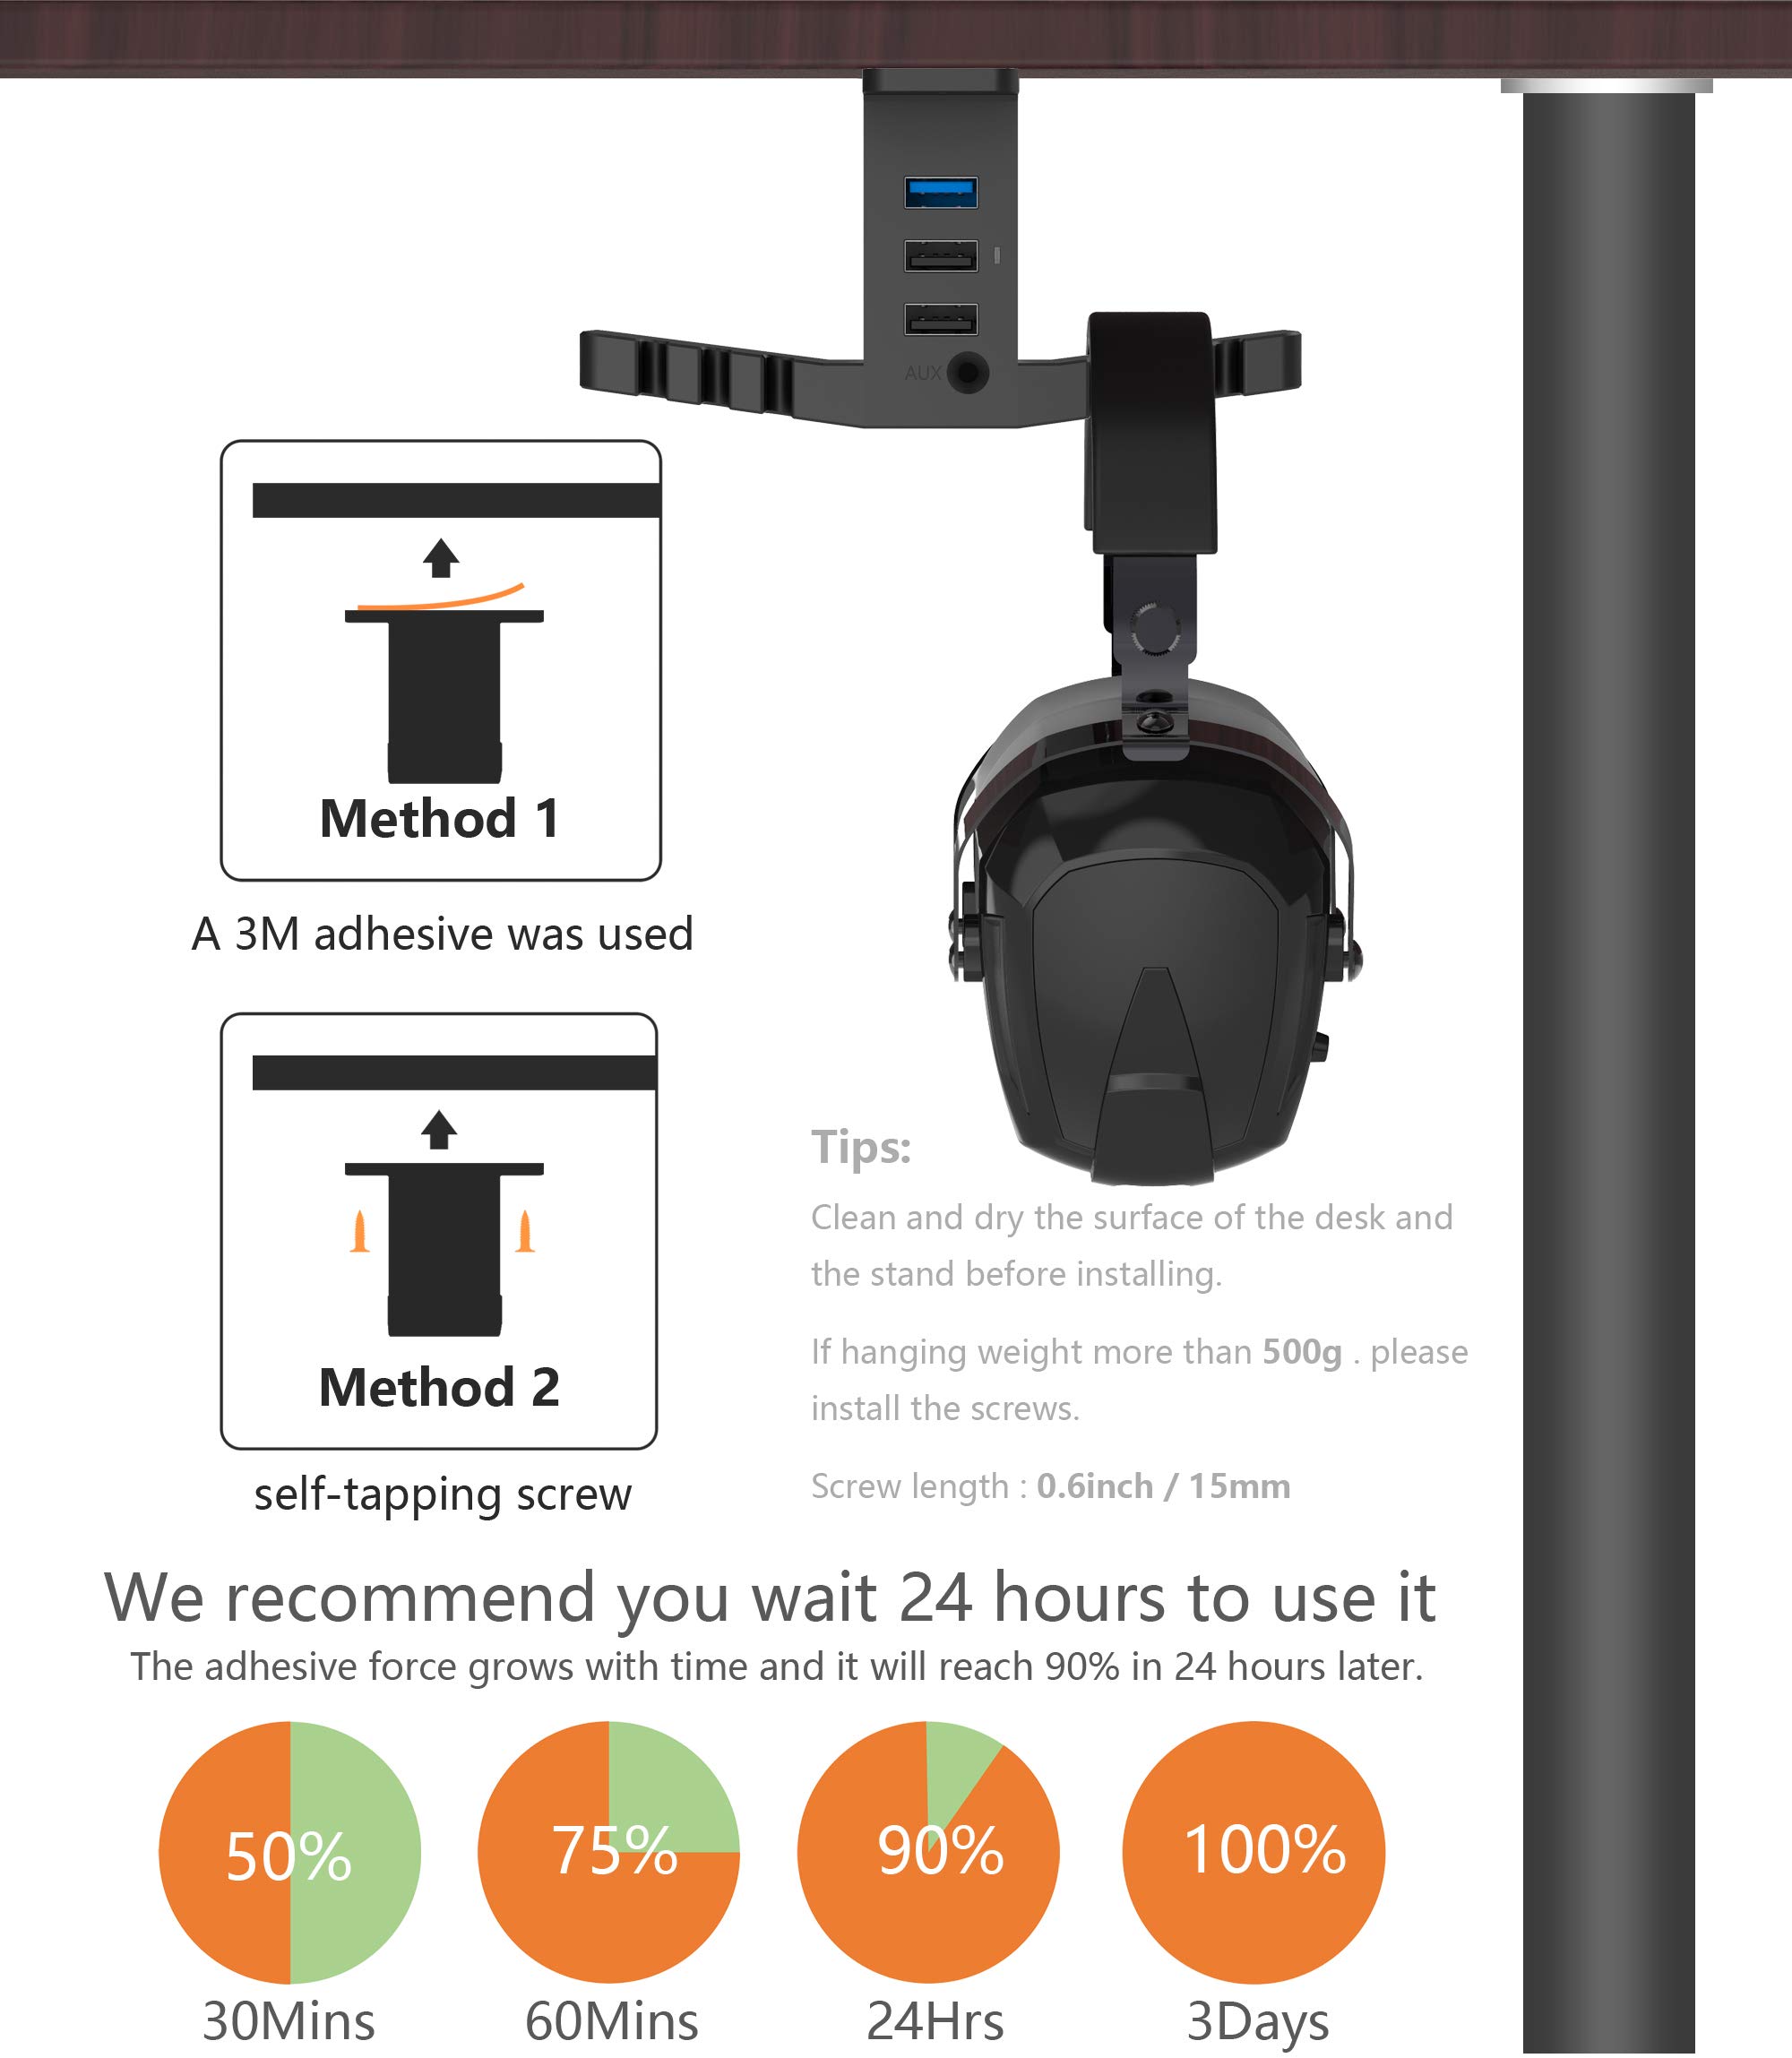 AUX
Method 1
A 3M adhesive was used
Method 2
self-tapping screw
Tips:
Clean and dry the surface of the desk and
the stand before installing.
If hanging weight more than 500g . please
install the screws.
Screw length : 0.6inch / 15mm
We recommend you wait 24 hours to use it
The adhesive force grows with time and it will reach 90% in 24 hours later.
50%
75%
90%
100%
30Mins
60Mins
24Hrs
3Days